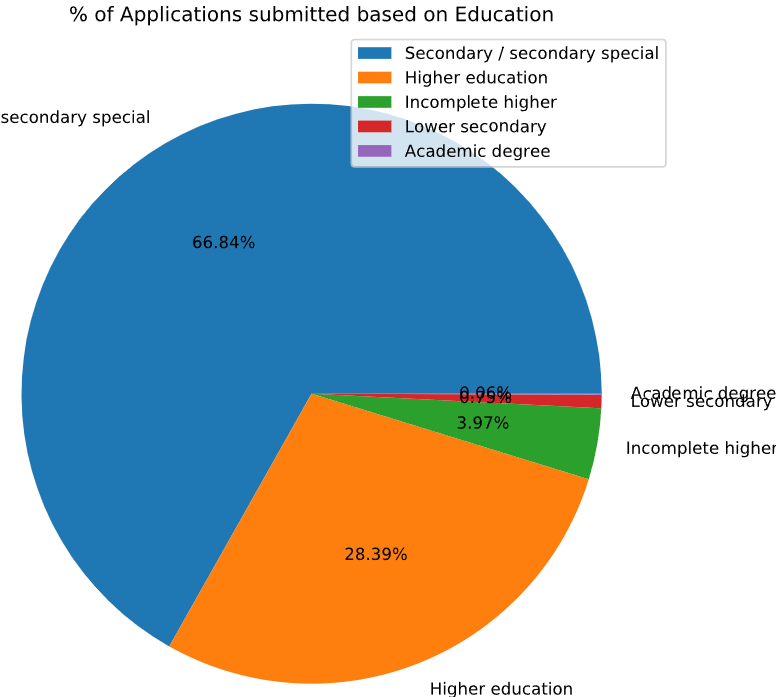 % of Applications submitted based on Education
Secondary / secondary special
Higher education
Incomplete higher
Lower secondary
Academic degree
secondary special
66.84%
0.06%
Academic degree
Lower secondary
3.97%
Incomplete higher
28.39%
Higher education